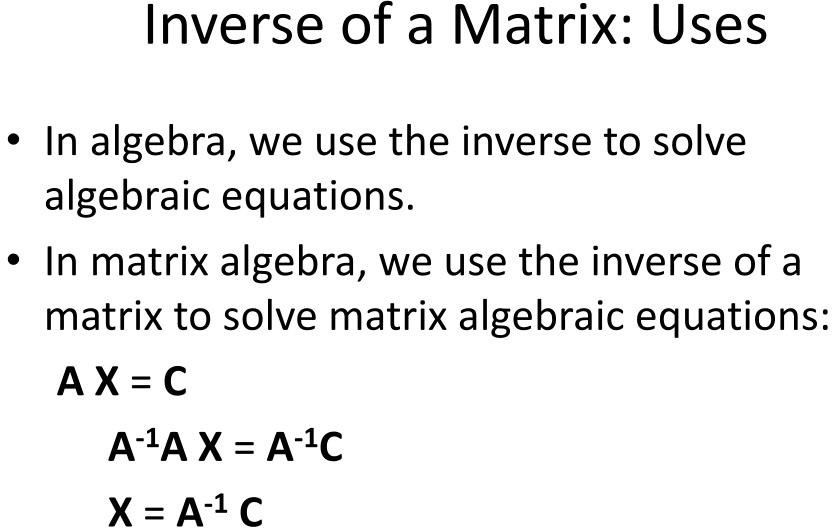 Inverse of a Matrix: Uses
• In algebra, we use the inverse to solve
algebraic equations.
• In matrix algebra, we use the inverse of a
matrix to solve matrix algebraic equations:
A X = C
A⁻¹A X = A⁻¹C
X = A⁻¹ C